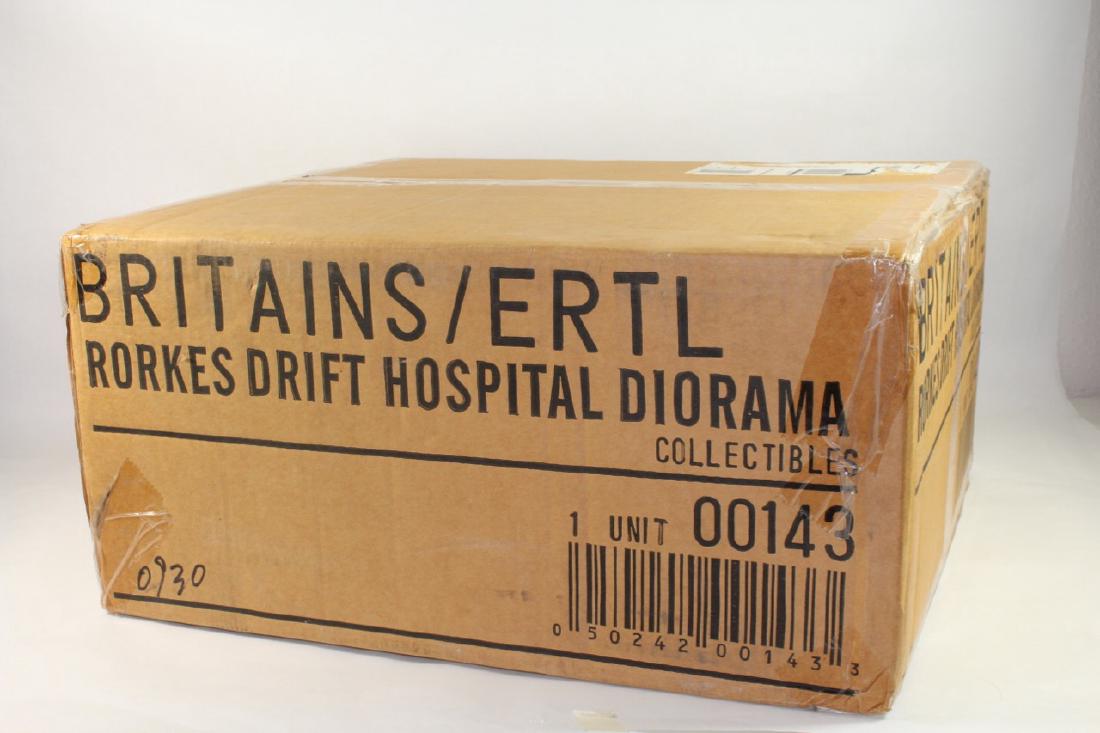 BRITAINS/ERTL
RORKES DRIFT HOSPITAL DIORAMA
COLLECTIBLES
1 UNIT 00143
0930
0 50242 00143 3